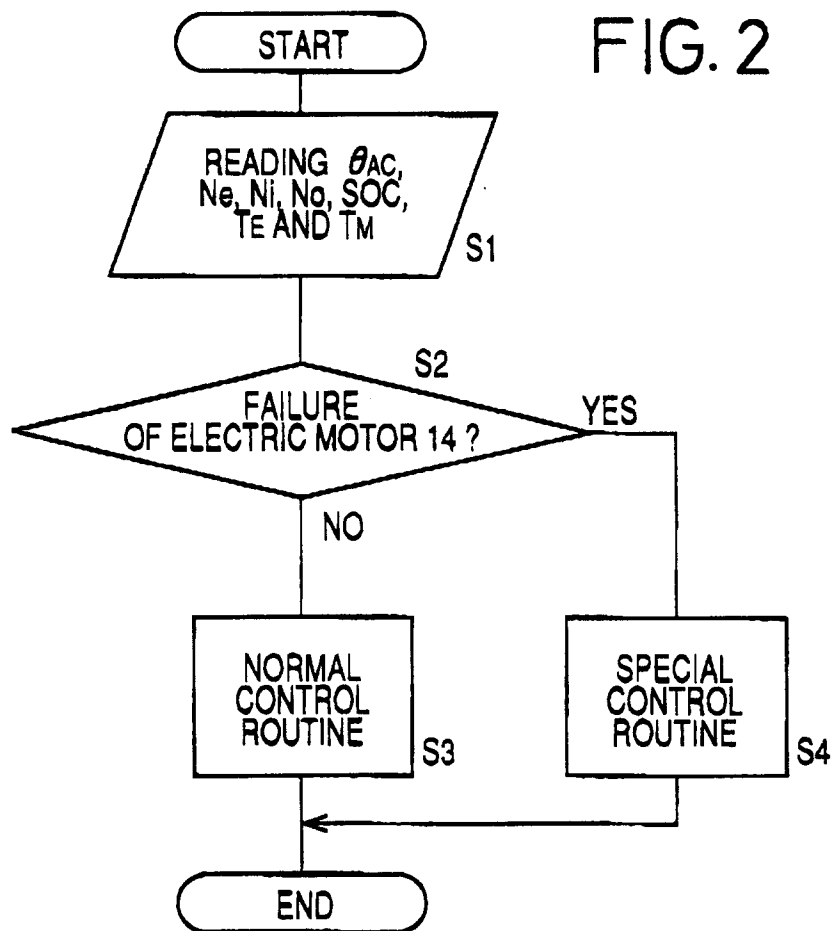 FIG. 2
START
READING θAC,
Ne, Ni, No, SOC,
TE AND TM
S1
S2
FAILURE
OF ELECTRIC MOTOR 14 ?
YES
NO
NORMAL
CONTROL
ROUTINE
S3
SPECIAL
CONTROL
ROUTINE
S4
END